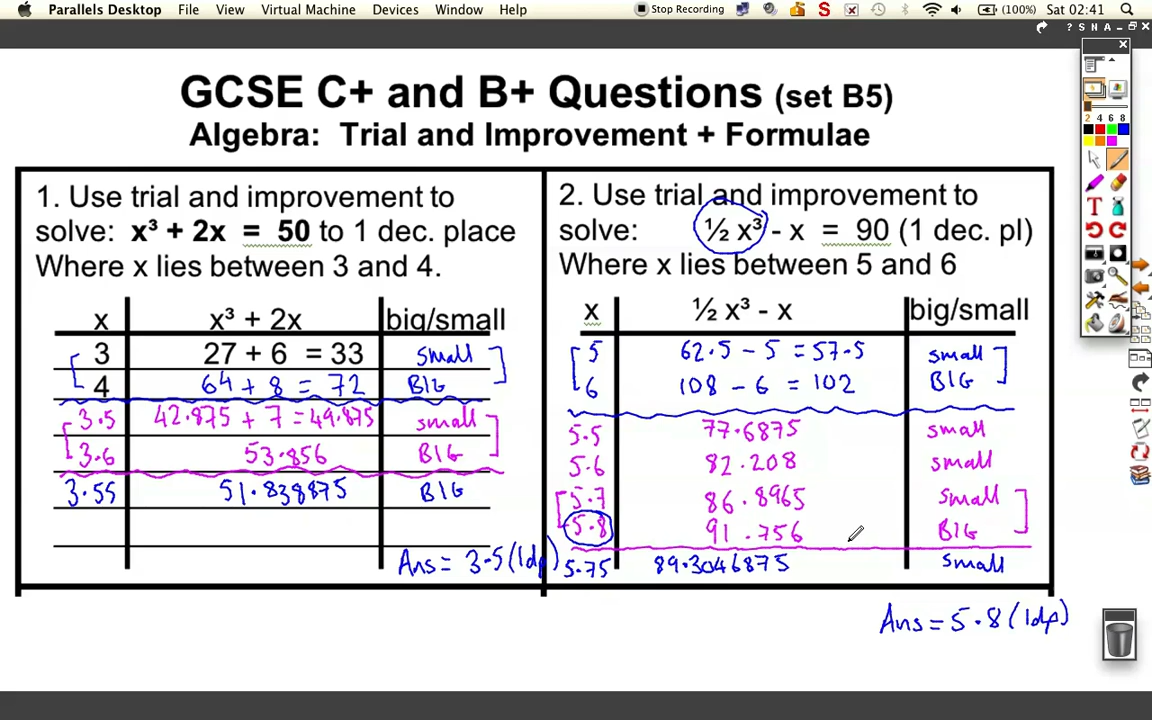 Parallels Desktop File View Virtual Machine Devices Window Help Stop Recording S (100%) Sat 02:41
? S N A
GCSE C+ and B+ Questions (set B5)
Algebra: Trial and Improvement + Formulae
1. Use trial and improvement to
solve: x³ + 2x = 50 to 1 dec. place
Where x lies between 3 and 4.
x x³ + 2x big/small
3 27 + 6 = 33 small
4 64 + 8 = 72 BIG
3.5 42.875 + 7 = 49.875 small
3.6 53.856 BIG
3.55 51.838875 BIG
Ans = 3.5 (1dp)
2. Use trial and improvement to
solve: ½ x³ - x = 90 (1 dec. pl)
Where x lies between 5 and 6
x ½ x³ - x big/small
5 62.5 - 5 = 57.5 small
6 108 - 6 = 102 BIG
5.5 77.6875 small
5.6 82.208 small
5.7 86.8965 small
5.8 91.756 BIG
5.75 89.3046875 small
Ans = 5.8 (1dp)
2 4 6 8
T